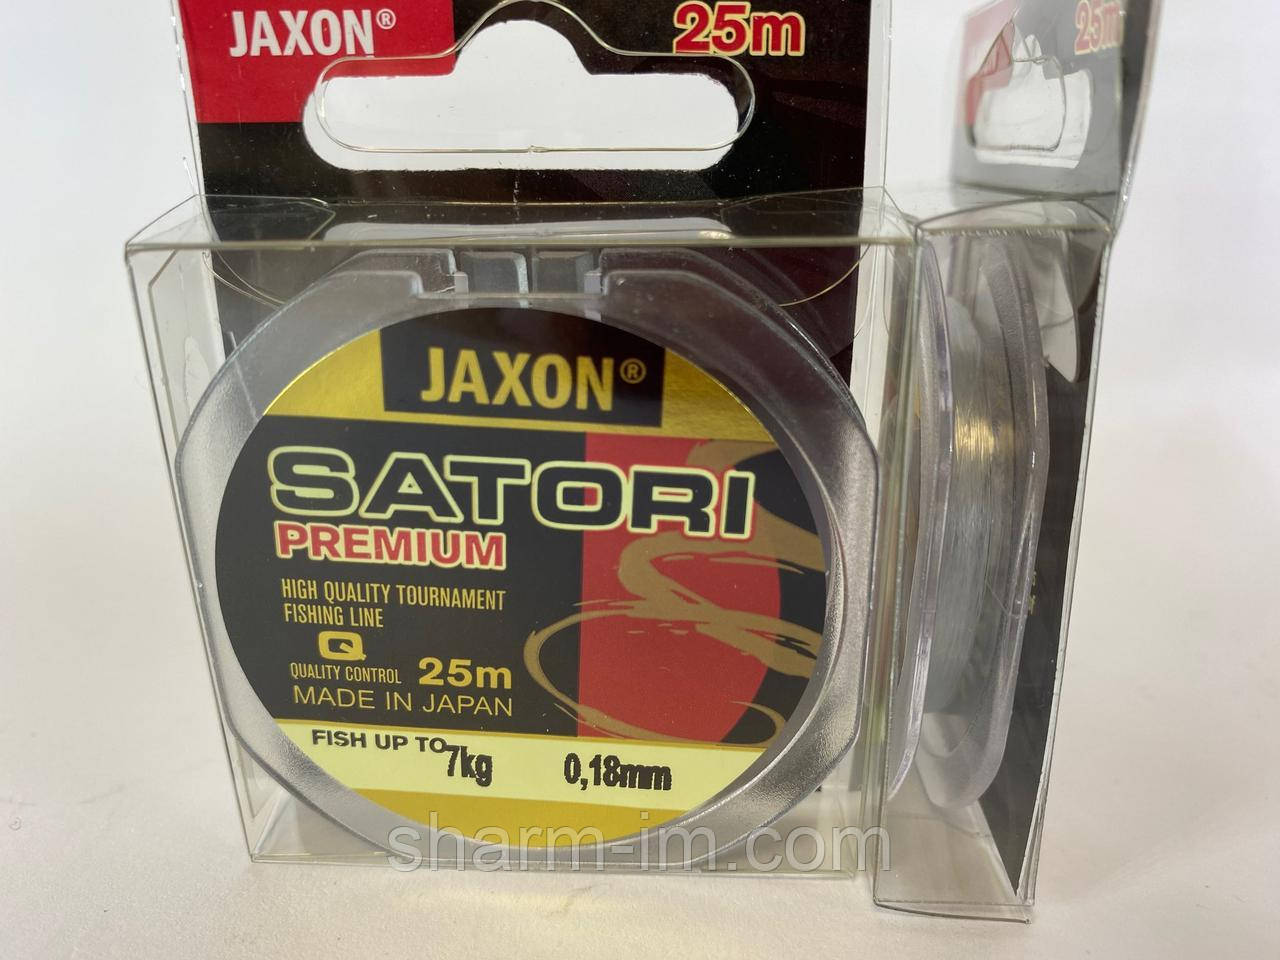 JAXON®
25m
25m
JAXON®
SATORI
PREMIUM
HIGH QUALITY TOURNAMENT
FISHING LINE
Q
QUALITY CONTROL 25m
MADE IN JAPAN
FISH UP TO 7kg 0,18mm
sharm-im.com